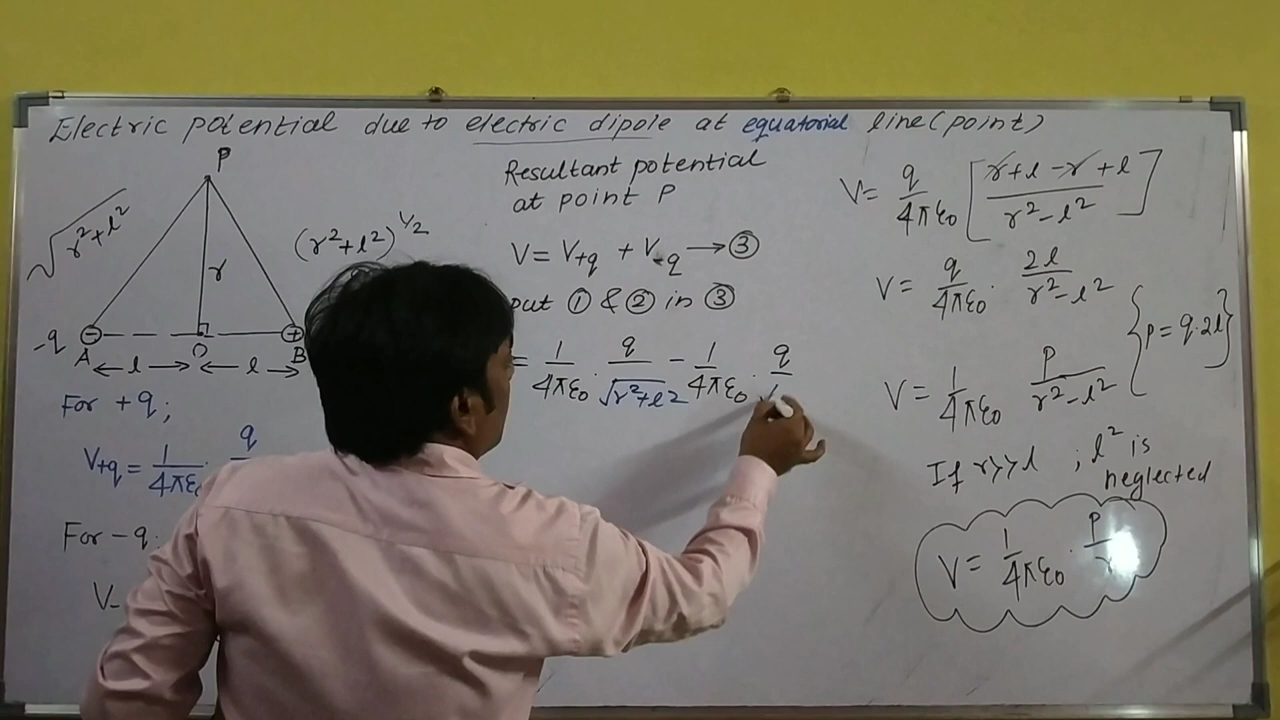 Electric potential due to electric dipole at equatorial line(point)
P
√r²+l²
r
(r²+l²)^1/2
-q
−
+
A
O
B
l
l
For +q;
V+q = 1/4πε₀ · q
For -q
V-
Resultant potential
at point P
V = V+q + V-q → ③
put ① & ② in ③
= 1/4πε₀ · q/√r²+l² - 1/4πε₀ · q/√
V = q/4πε₀ [r+l-r+l / r²-l²]
V = q/4πε₀ · 2l/r²-l²
{p = q·2l}
V = 1/4πε₀ P/r²-l²
If r>>l ; l² is
neglected
V = 1/4πε₀ · P/r